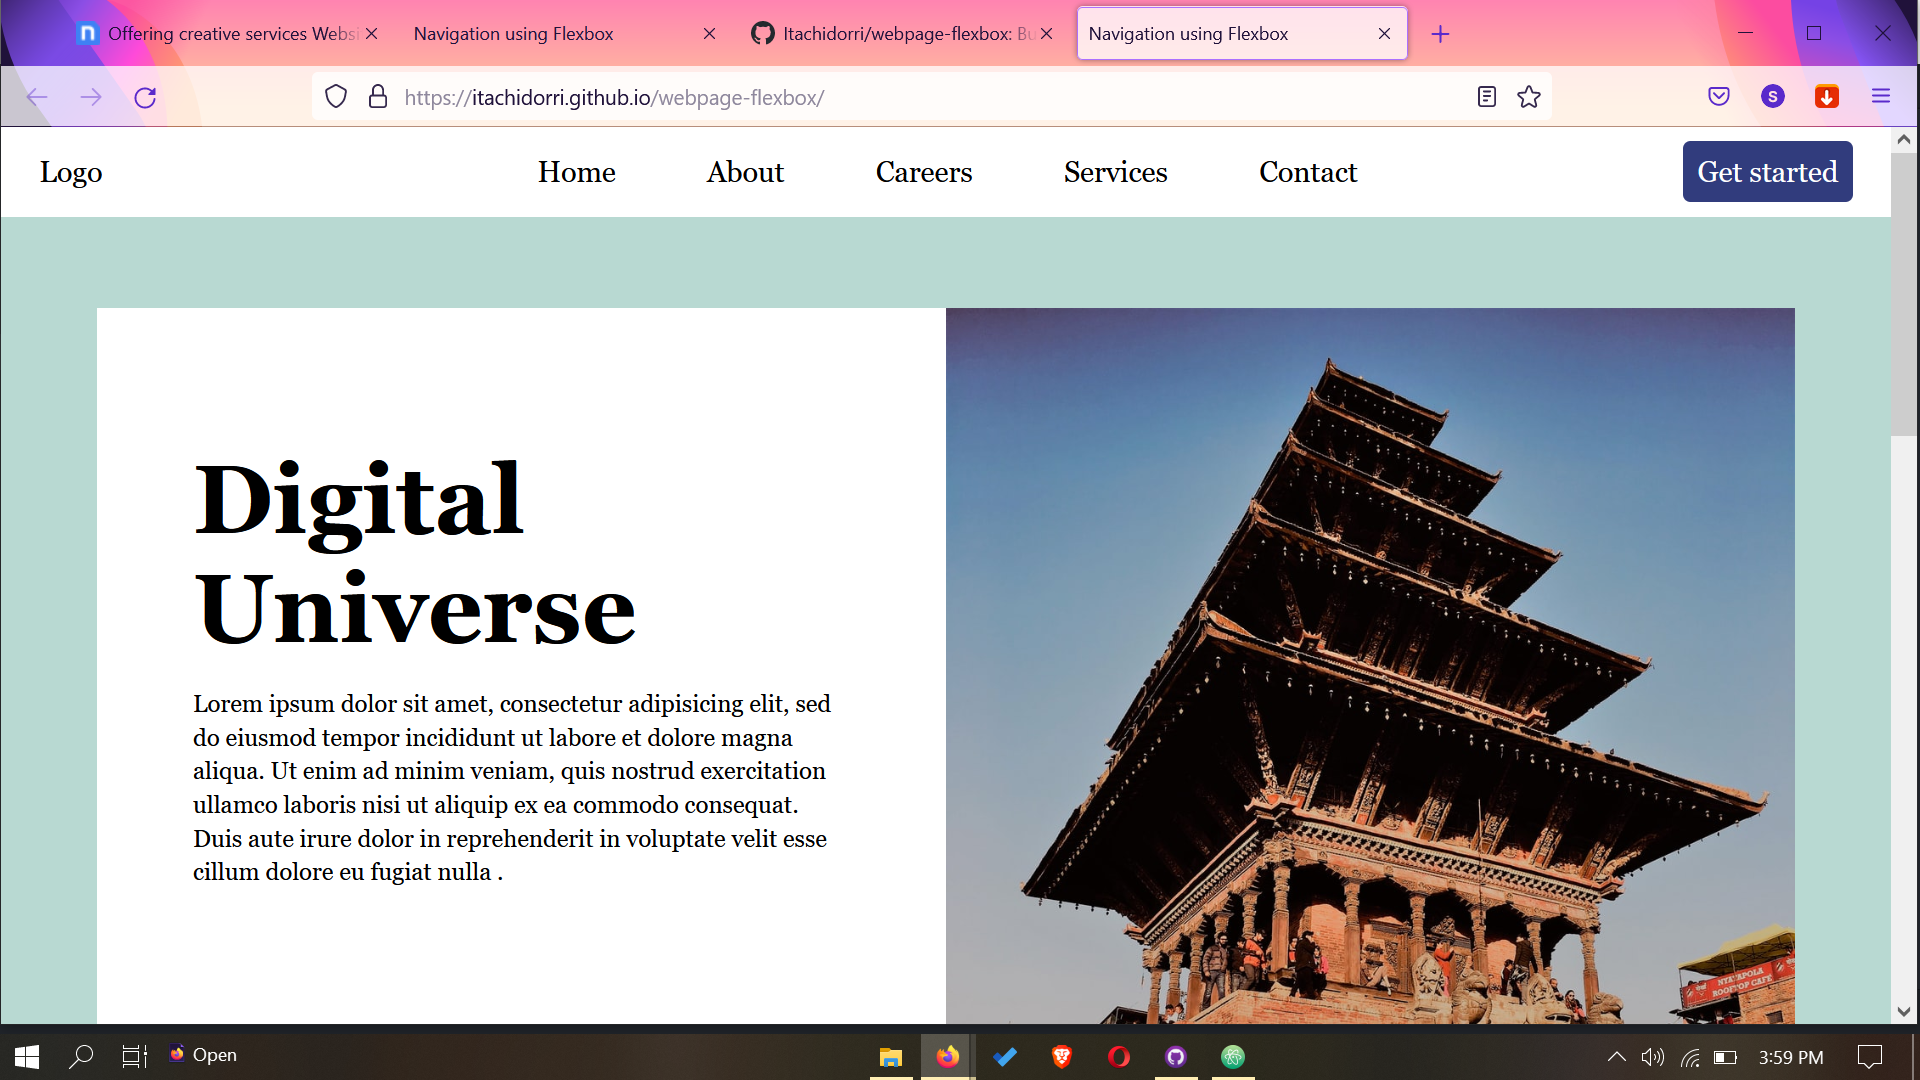 Offering creative services Websi
Navigation using Flexbox
Itachidorri/webpage-flexbox: Bu
Navigation using Flexbox
https://itachidorri.github.io/webpage-flexbox/
S
Logo
Home
About
Careers
Services
Contact
Get started
Digital
Universe
Lorem ipsum dolor sit amet, consectetur adipisicing elit, sed
do eiusmod tempor incididunt ut labore et dolore magna
aliqua. Ut enim ad minim veniam, quis nostrud exercitation
ullamco laboris nisi ut aliquip ex ea commodo consequat.
Duis aute irure dolor in reprehenderit in voluptate velit esse
cillum dolore eu fugiat nulla .
NYATAPOLA
ROOFTOP CAFE
Open
3:59 PM